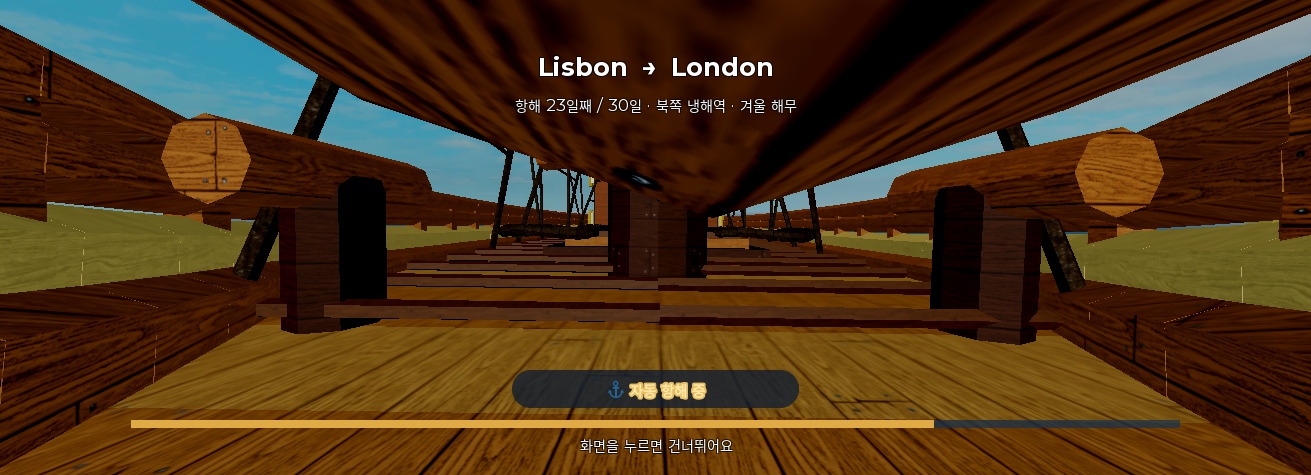 Lisbon → London
항해 23일째 / 30일 · 북쪽 냉해역 · 겨울 해무
⚓ 자동 항해 중
화면을 누르면 건너뛰어요